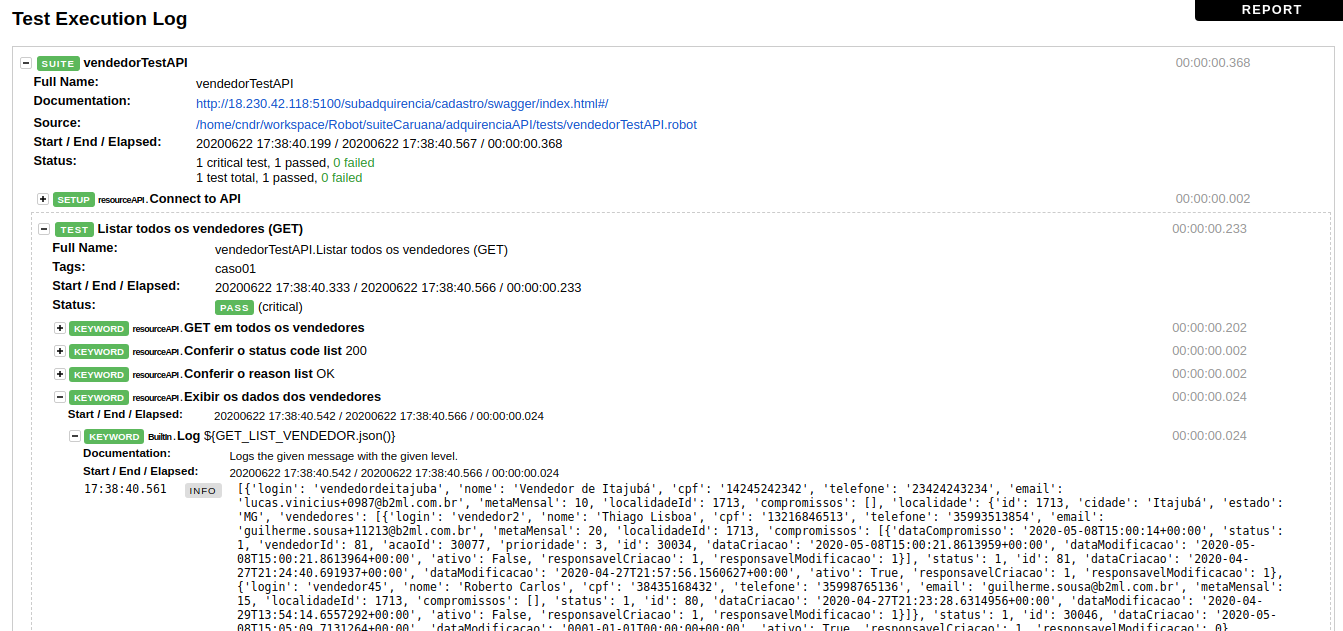 Test Execution Log
REPORT
SUITE vendedorTestAPI 00:00:00.368
Full Name: vendedorTestAPI
Documentation: http://18.230.42.118:5100/subadquirencia/cadastro/swagger/index.html#/
Source: /home/cndr/workspace/Robot/suiteCaruana/adquirenciaAPI/tests/vendedorTestAPI.robot
Start / End / Elapsed: 20200622 17:38:40.199 / 20200622 17:38:40.567 / 00:00:00.368
Status: 1 critical test, 1 passed, 0 failed
1 test total, 1 passed, 0 failed
SETUP resourceAPI.Connect to API 00:00:00.002
TEST Listar todos os vendedores (GET) 00:00:00.233
Full Name: vendedorTestAPI.Listar todos os vendedores (GET)
Tags: caso01
Start / End / Elapsed: 20200622 17:38:40.333 / 20200622 17:38:40.566 / 00:00:00.233
Status: PASS (critical)
KEYWORD resourceAPI.GET em todos os vendedores 00:00:00.202
KEYWORD resourceAPI.Conferir o status code list 200 00:00:00.002
KEYWORD resourceAPI.Conferir o reason list OK 00:00:00.002
KEYWORD resourceAPI.Exibir os dados dos vendedores 00:00:00.024
Start / End / Elapsed: 20200622 17:38:40.542 / 20200622 17:38:40.566 / 00:00:00.024
KEYWORD BuiltIn.Log ${GET_LIST_VENDEDOR.json()} 00:00:00.024
Documentation: Logs the given message with the given level.
Start / End / Elapsed: 20200622 17:38:40.542 / 20200622 17:38:40.566 / 00:00:00.024
17:38:40.561 INFO [{'login': 'vendedordeitajuba', 'nome': 'Vendedor de Itajubá', 'cpf': '14245242342', 'telefone': '23424243234', 'email':
'lucas.vinicius+0987@b2ml.com.br', 'metaMensal': 10, 'localidadeId': 1713, 'compromissos': [], 'localidade': {'id': 1713, 'cidade': 'Itajubá', 'estado':
'MG', 'vendedores': [{'login': 'vendedor2', 'nome': 'Thiago Lisboa', 'cpf': '13216846513', 'telefone': '35993513854', 'email':
'guilherme.sousa+11213@b2ml.com.br', 'metaMensal': 20, 'localidadeId': 1713, 'compromissos': [{'dataCompromisso': '2020-05-08T15:00:14+00:00', 'status':
1, 'vendedorId': 81, 'acaoId': 30077, 'prioridade': 3, 'id': 30034, 'dataCriacao': '2020-05-08T15:00:21.8613959+00:00', 'dataModificacao': '2020-05-
08T15:00:21.8613964+00:00', 'ativo': False, 'responsavelCriacao': 1, 'responsavelModificacao': 1}], 'status': 1, 'id': 81, 'dataCriacao': '2020-04-
27T21:24:40.691937+00:00', 'dataModificacao': '2020-04-27T21:57:56.1560627+00:00', 'ativo': True, 'responsavelCriacao': 1, 'responsavelModificacao': 1},
{'login': 'vendedor45', 'nome': 'Roberto Carlos', 'cpf': '38435168432', 'telefone': '35998765136', 'email': 'guilherme.sousa@b2ml.com.br', 'metaMensal':
15, 'localidadeId': 1713, 'compromissos': [], 'status': 1, 'id': 80, 'dataCriacao': '2020-04-27T21:23:28.6314956+00:00', 'dataModificacao': '2020-04-
29T13:54:14.6557292+00:00', 'ativo': False, 'responsavelCriacao': 1, 'responsavelModificacao': 1}]}, 'status': 1, 'id': 30046, 'dataCriacao': '2020-05-
08T15:05:09.7131264+00:00', 'dataModificacao': '0001-01-01T00:00:00+00:00', 'ativo': True, 'responsavelCriacao': 1, 'responsavelModificacao': 0}